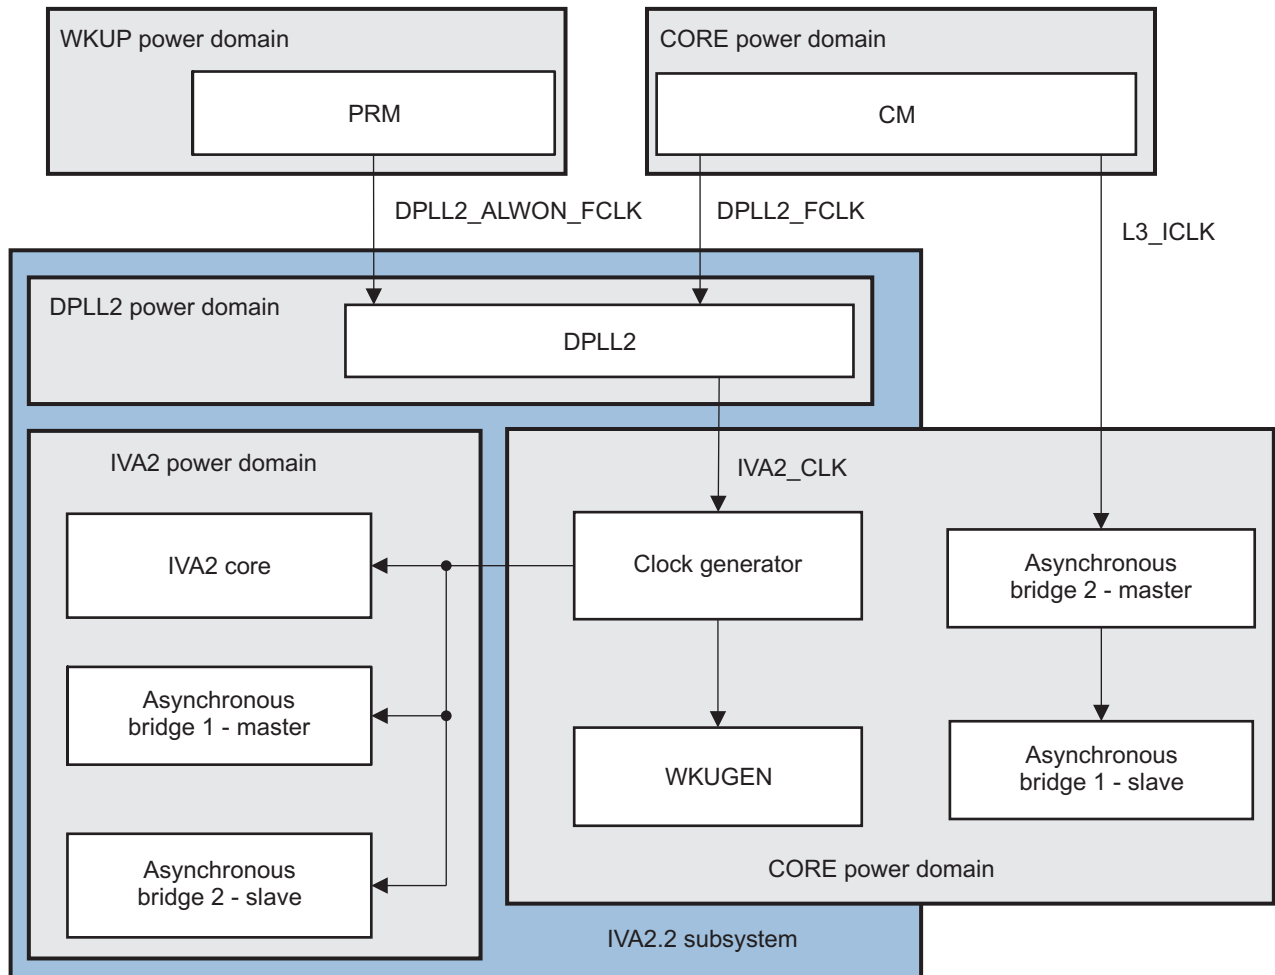 WKUP power domain
CORE power domain
PRM
CM
DPLL2_ALWON_FCLK
DPLL2_FCLK
L3_ICLK
DPLL2 power domain
DPLL2
IVA2 power domain
IVA2_CLK
IVA2 core
Clock generator
Asynchronous
bridge 2 - master
Asynchronous
bridge 1 - master
WKUGEN
Asynchronous
bridge 1 - slave
Asynchronous
bridge 2 - slave
CORE power domain
IVA2.2 subsystem